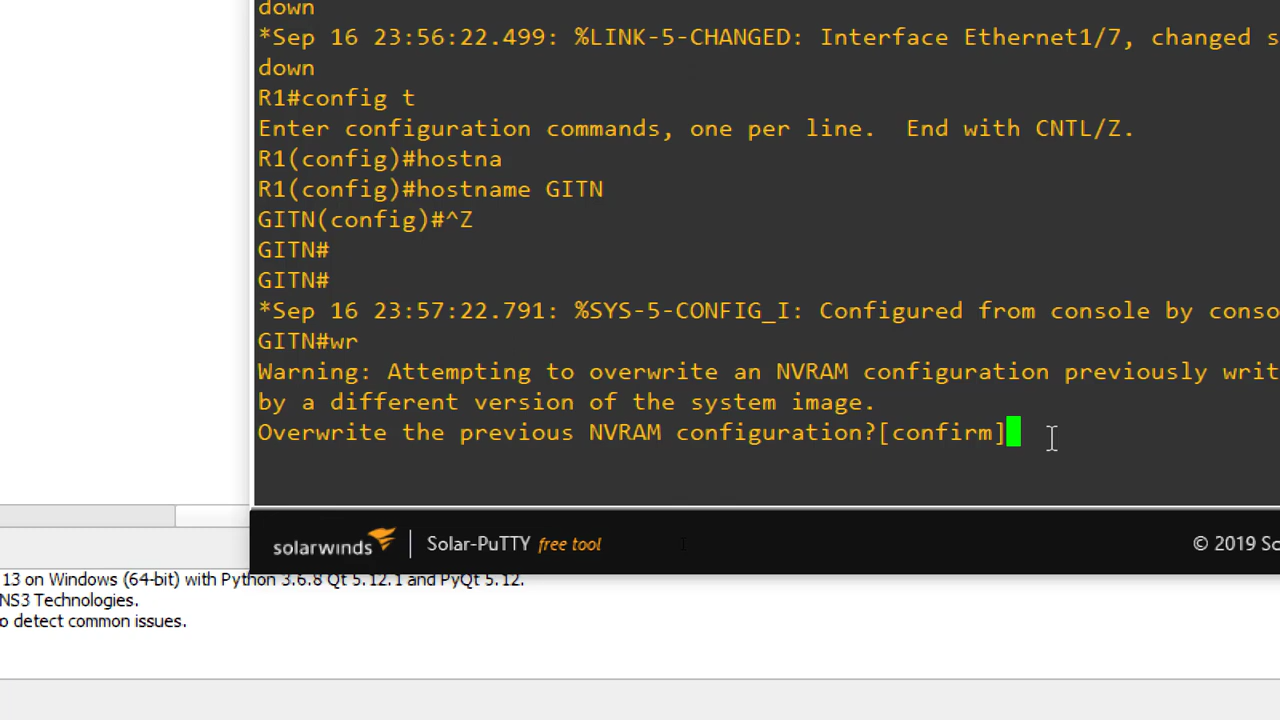 down
*Sep 16 23:56:22.499: %LINK-5-CHANGED: Interface Ethernet1/7, changed s
down
R1#config t
Enter configuration commands, one per line.  End with CNTL/Z.
R1(config)#hostna
R1(config)#hostname GITN
GITN(config)#^Z
GITN#
GITN#
*Sep 16 23:57:22.791: %SYS-5-CONFIG_I: Configured from console by conso
GITN#wr
Warning: Attempting to overwrite an NVRAM configuration previously writ
by a different version of the system image.
Overwrite the previous NVRAM configuration?[confirm]
solarwinds | Solar-PuTTY free tool © 2019 So
13 on Windows (64-bit) with Python 3.6.8 Qt 5.12.1 and PyQt 5.12.
NS3 Technologies.
o detect common issues.